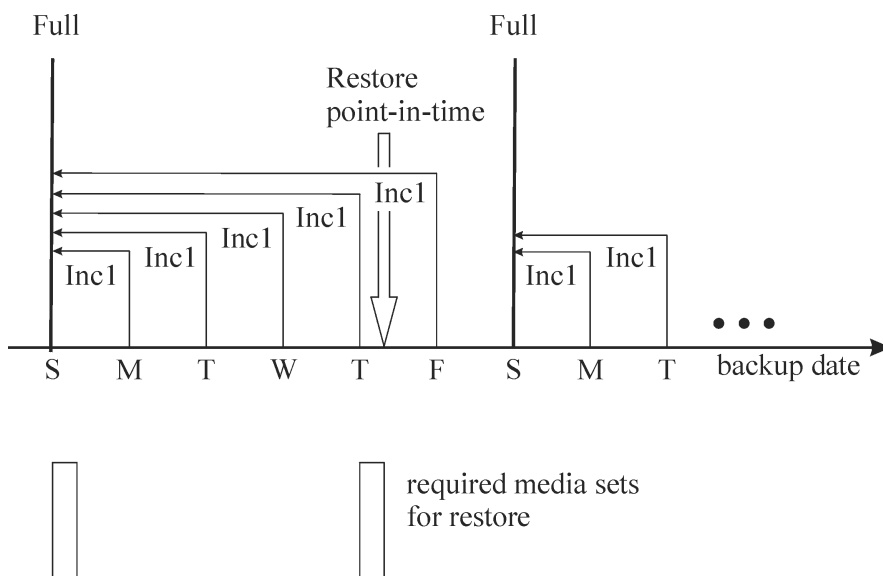 Full
Full
Restore
point-in-time
Inc1
Inc1
Inc1
Inc1
Inc1
Inc1
Inc1
S
M
T
W
T
F
S
M
T
backup date
required media sets
for restore